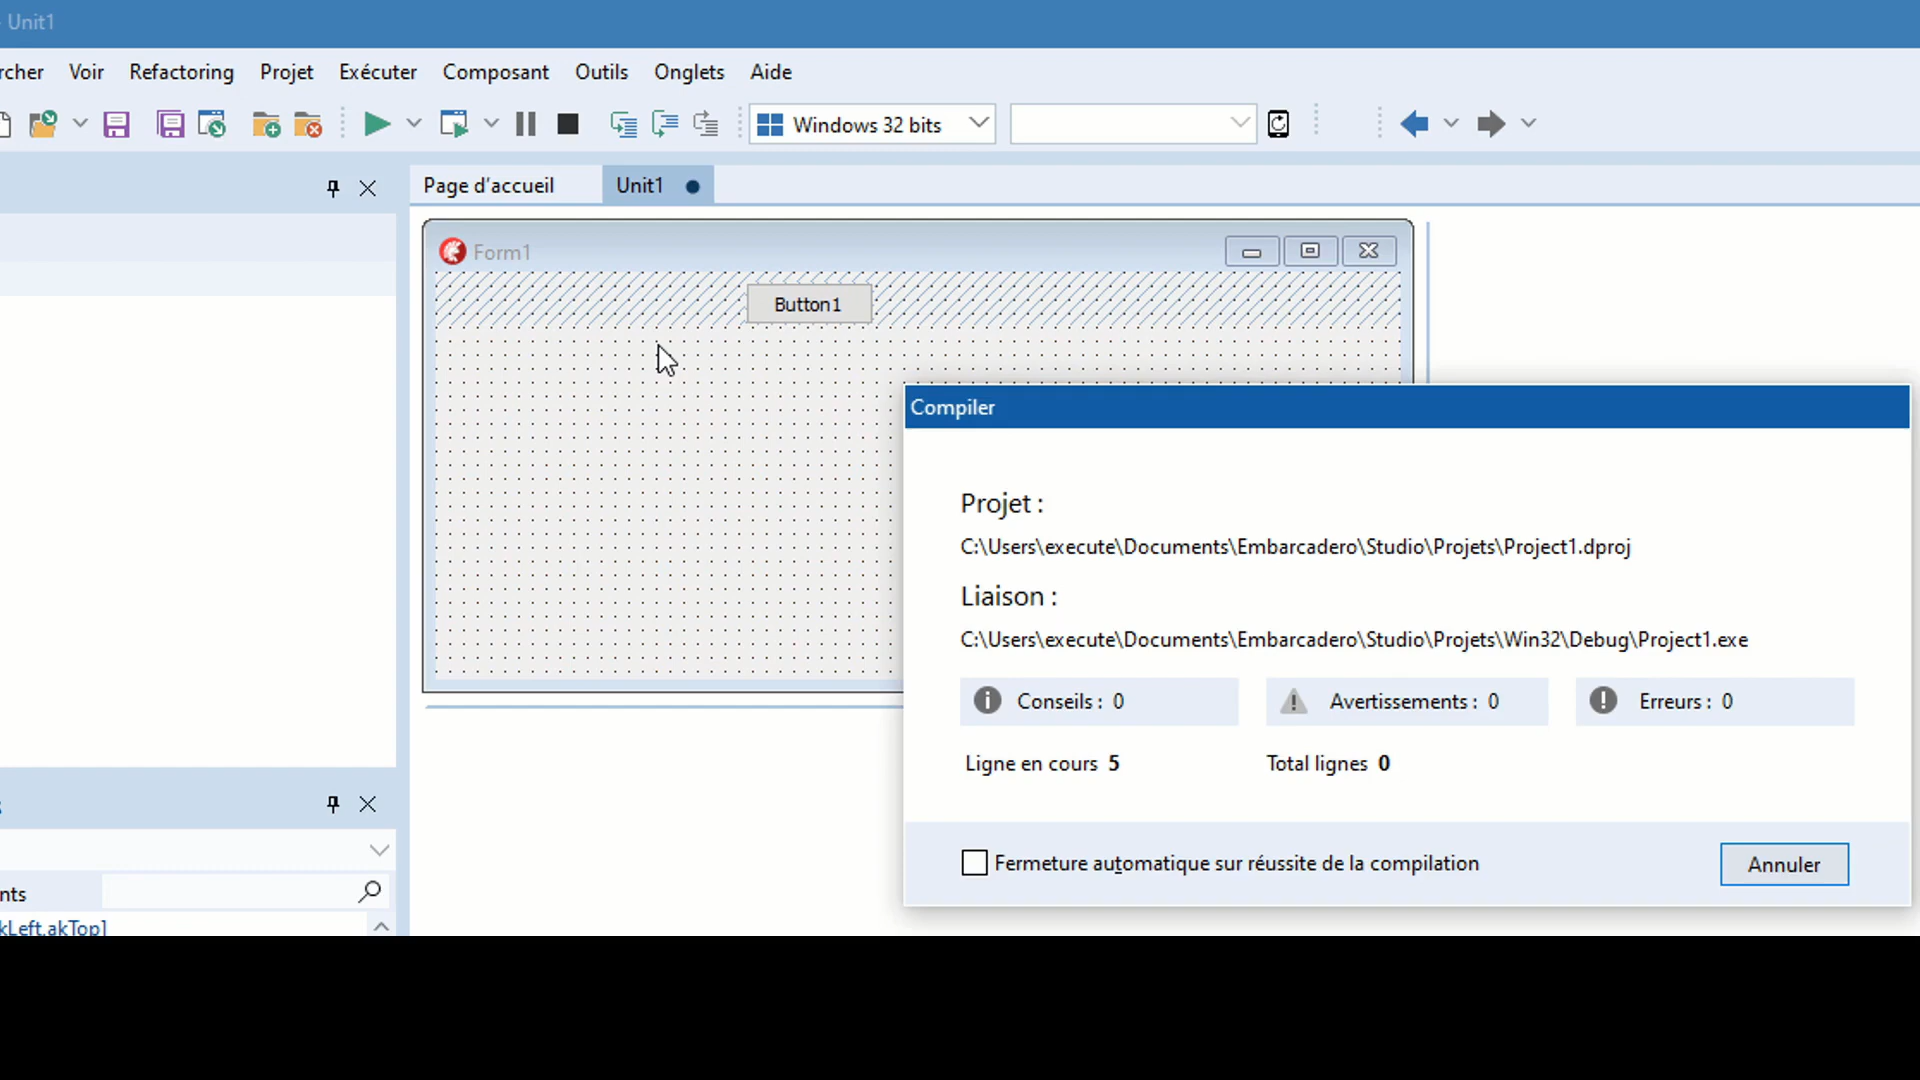 - Unit1
rcher Voir Refactoring Projet Exécuter Composant Outils Onglets Aide
Windows 32 bits
Page d'accueil Unit1
Form1
Button1
Compiler
Projet :
C:\Users\execute\Documents\Embarcadero\Studio\Projets\Project1.dproj
Liaison :
C:\Users\execute\Documents\Embarcadero\Studio\Projets\Win32\Debug\Project1.exe
Conseils : 0 Avertissements : 0 Erreurs : 0
Ligne en cours 5 Total lignes 0
Fermeture automatique sur réussite de la compilation Annuler
nts
kLeft,akTop]